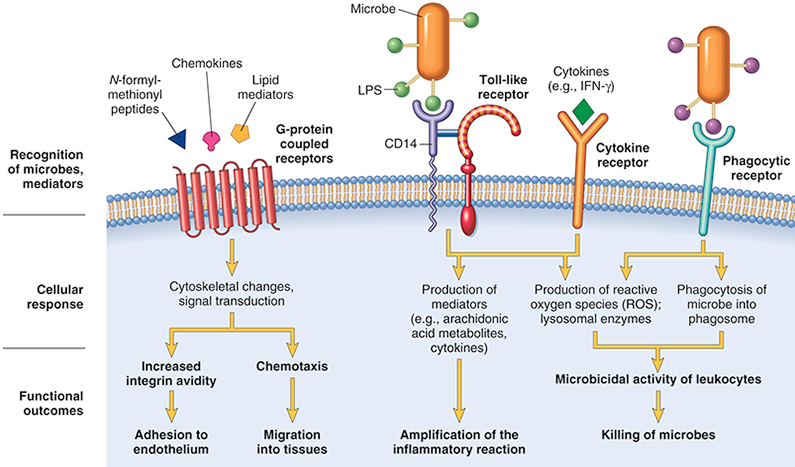 Microbe
Chemokines
N-formyl-
methionyl
peptides
Lipid
mediators
LPS
Toll-like
receptor
Cytokines
(e.g., IFN-γ)
G-protein
coupled
receptors
CD14
Cytokine
receptor
Phagocytic
receptor
Recognition
of microbes,
mediators
Cellular
response
Cytoskeletal changes,
signal transduction
Production of
mediators
(e.g., arachidonic
acid metabolites,
cytokines)
Production of reactive
oxygen species (ROS);
lysosomal enzymes
Phagocytosis of
microbe into
phagosome
Increased
integrin avidity
Chemotaxis
Microbicidal activity of leukocytes
Functional
outcomes
Adhesion to
endothelium
Migration
into tissues
Amplification of the
inflammatory reaction
Killing of microbes